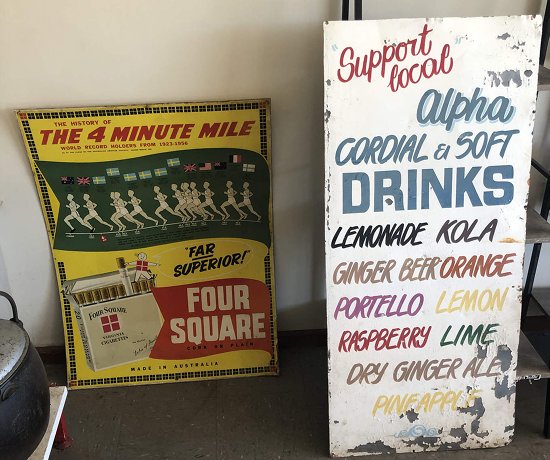 THE HISTORY OF
THE 4 MINUTE MILE
WORLD RECORD HOLDERS FROM 1923-1956
"FAR
SUPERIOR!"
FOUR SQUARE
VIRGINIA
CIGARETTES
FOUR
SQUARE
CORK OR PLAIN
MADE IN AUSTRALIA
"Support
local"
Alpha
CORDIAL & SOFT
DRINKS
LEMONADE KOLA
GINGER BEER ORANGE
PORTELLO LEMON
RASPBERRY LIME
DRY GINGER ALE
PINEAPPLE